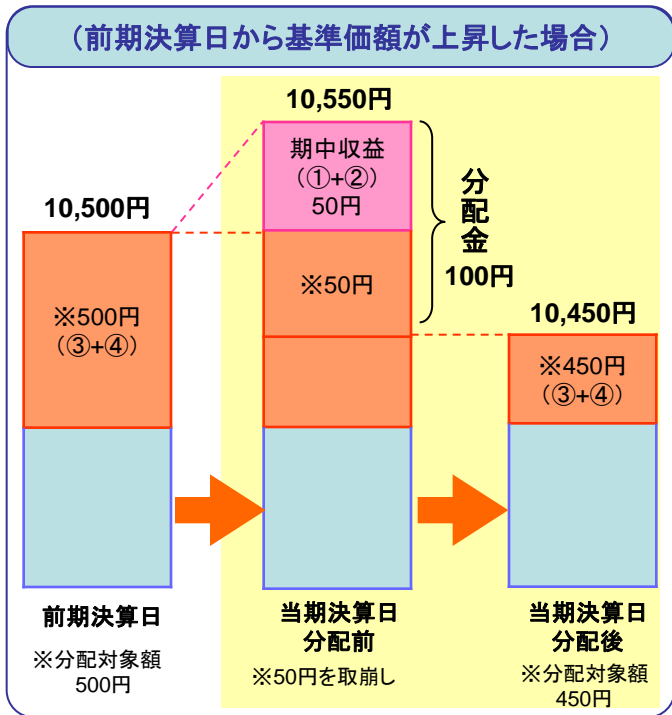 （前期決算日から基準価額が上昇した場合）
10,550円
期中収益
（①+②）
50円
分配金
100円
10,500円
※500円
（③+④）
※50円
10,450円
※450円
（③+④）
前期決算日
※分配対象額
500円
当期決算日
分配前
※50円を取崩し
当期決算日
分配後
※分配対象額
450円